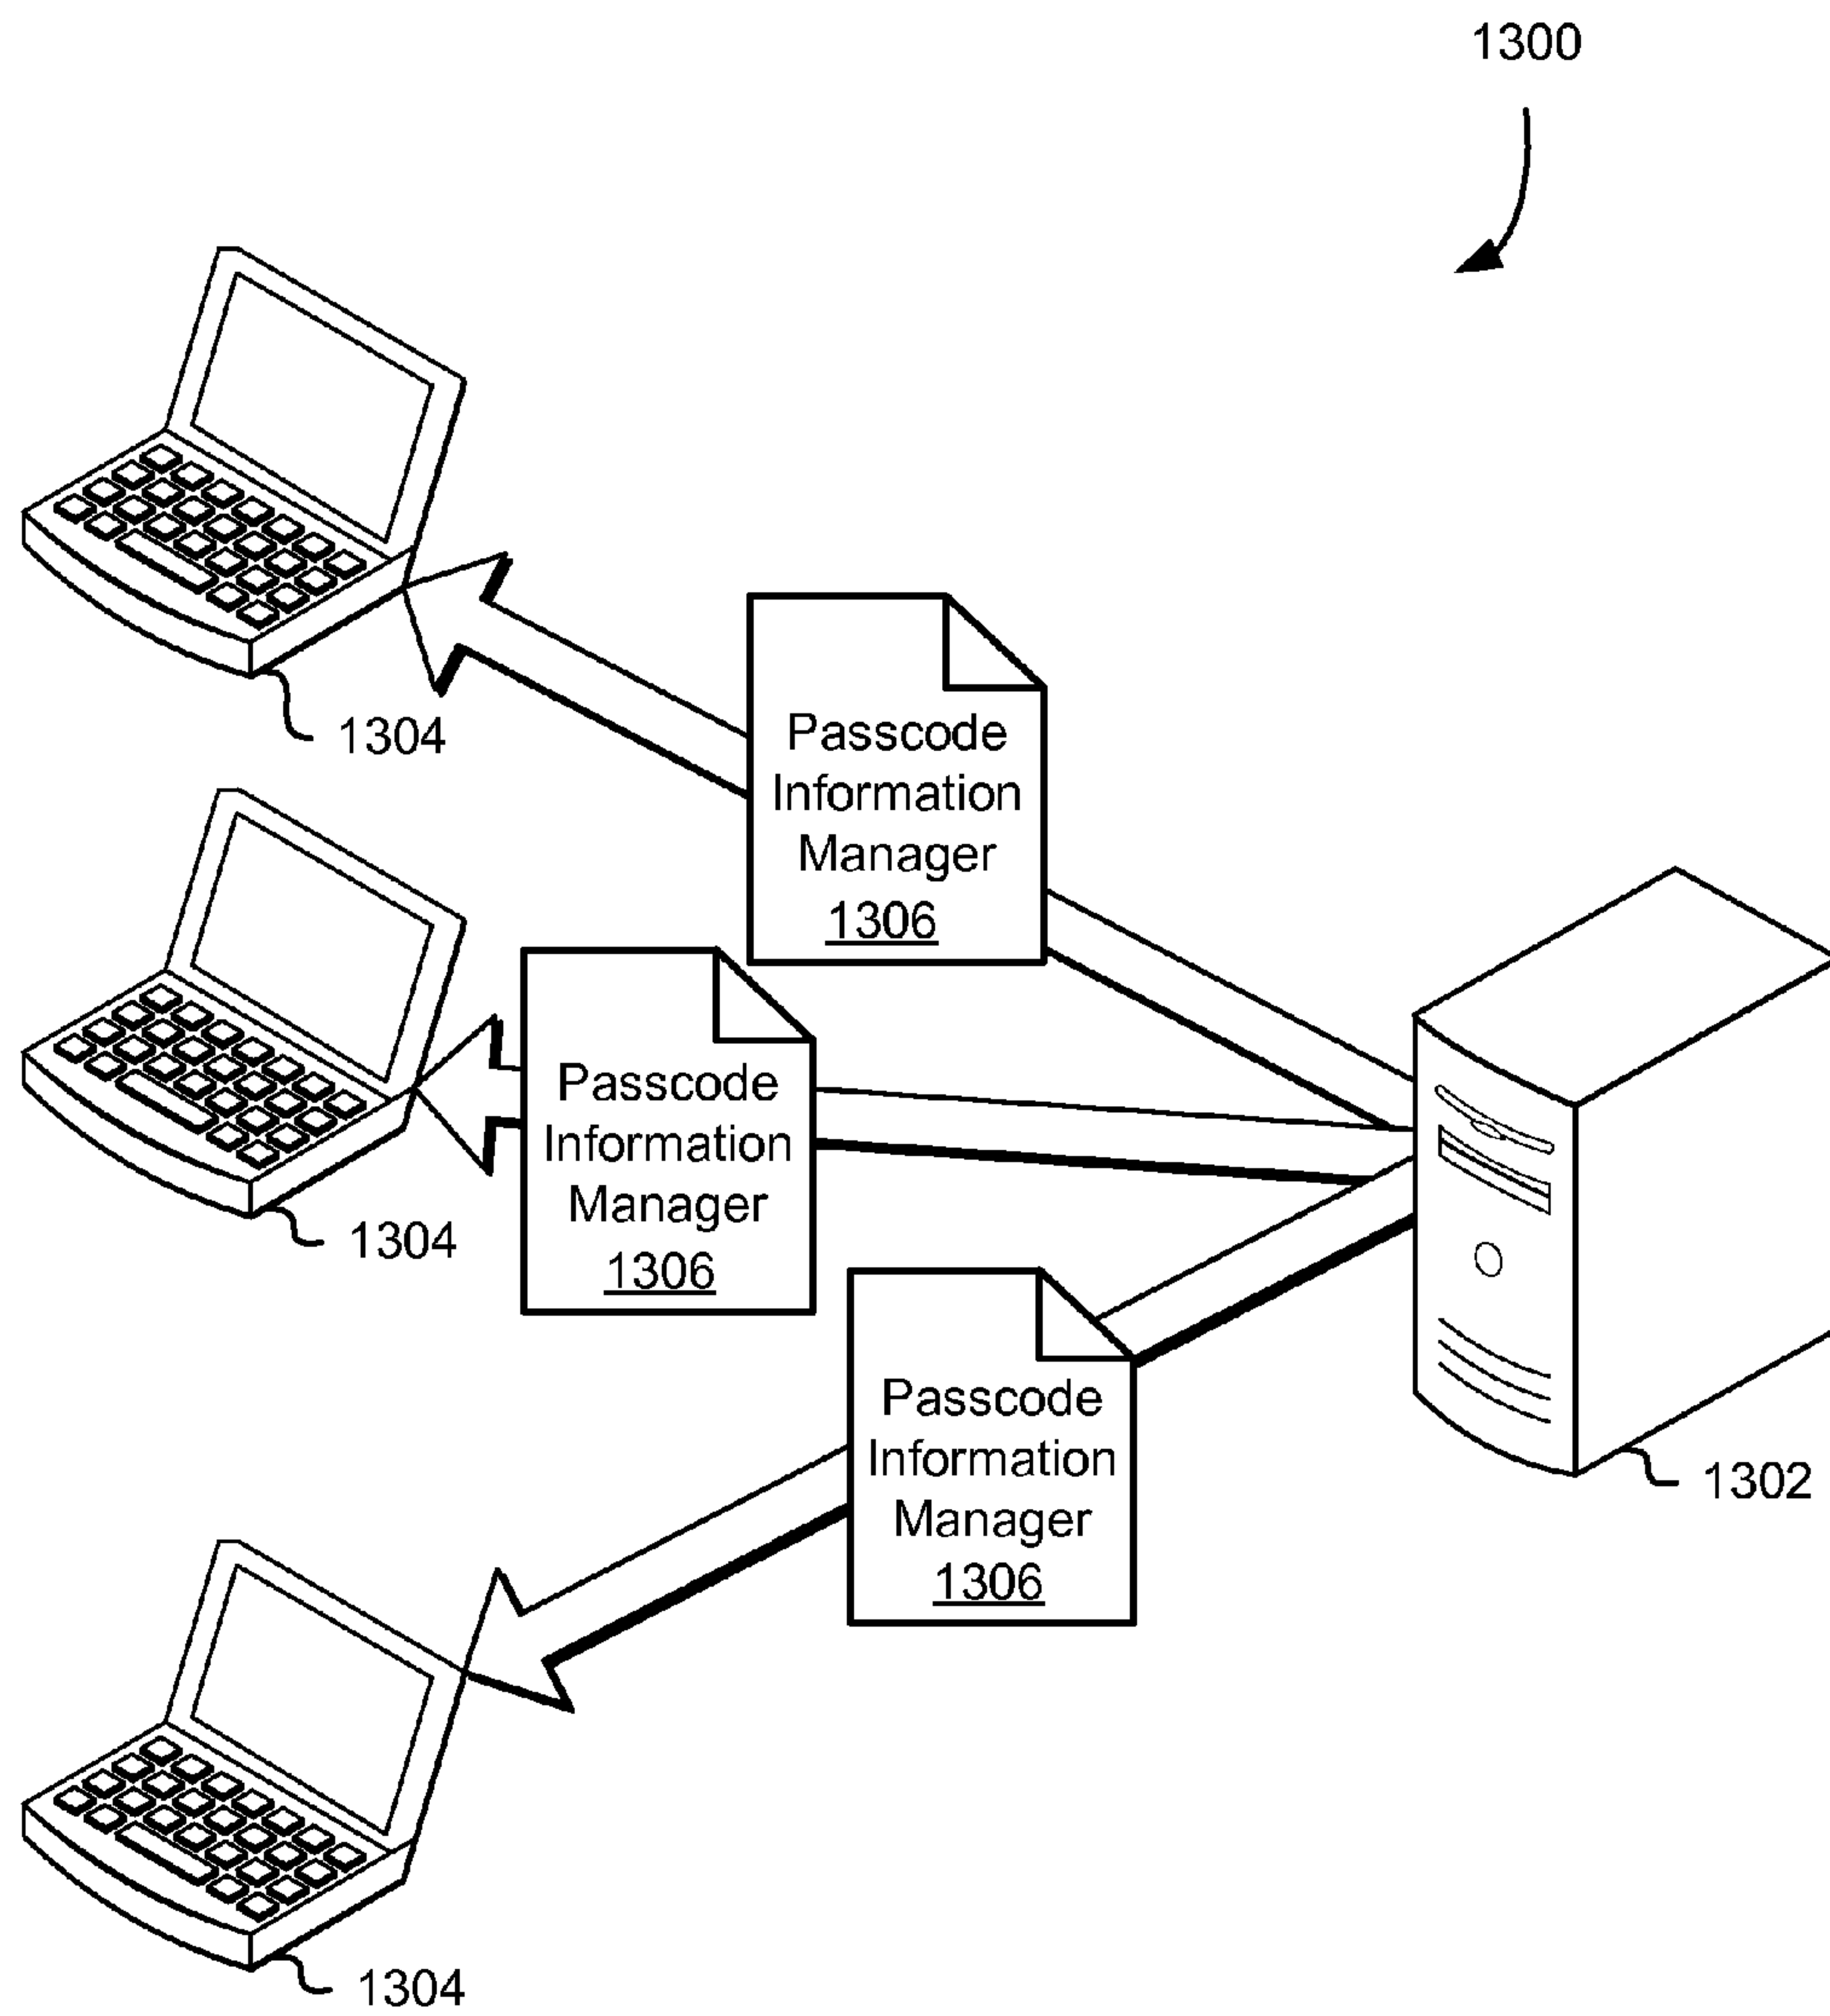 1300
1304
Passcode
Information
Manager
1306
1304
Passcode
Information
Manager
1306
1302
Passcode
Information
Manager
1306
1304